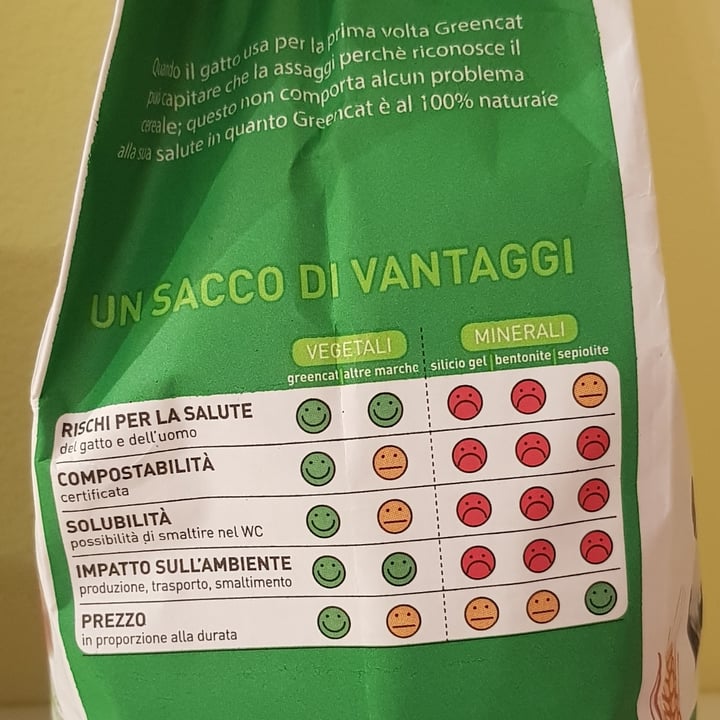 Quando il gatto usa per la prima volta Greencat
può capitare che la assaggi perchè riconosce il
cereale; questo non comporta alcun problema
alla sua salute in quanto Greencat è al 100% naturale
UN SACCO DI VANTAGGI
VEGETALI MINERALI
greencat altre marche silicio gel bentonite sepiolite
RISCHI PER LA SALUTE
del gatto e dell'uomo
COMPOSTABILITÀ
certificata
SOLUBILITÀ
possibilità di smaltire nel WC
IMPATTO SULL'AMBIENTE
produzione, trasporto, smaltimento
PREZZO
in proporzione alla durata